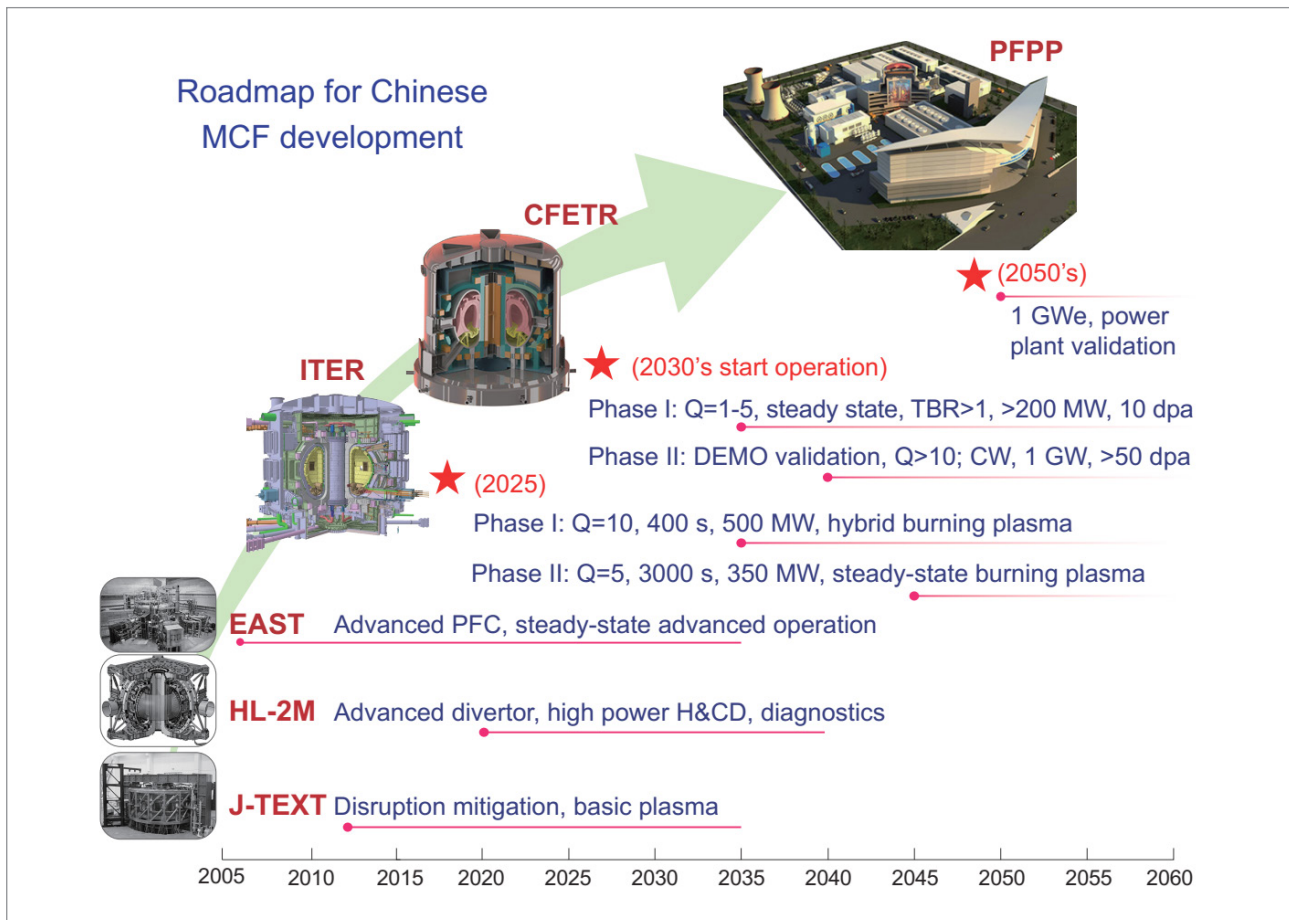 Roadmap for Chinese
MCF development
PFPP
CFETR
(2050's)
1 GWe, power
plant validation
ITER
(2030's start operation)
Phase I: Q=1-5, steady state, TBR>1, >200 MW, 10 dpa
Phase II: DEMO validation, Q>10; CW, 1 GW, >50 dpa
(2025)
Phase I: Q=10, 400 s, 500 MW, hybrid burning plasma
Phase II: Q=5, 3000 s, 350 MW, steady-state burning plasma
EAST Advanced PFC, steady-state advanced operation
HL-2M Advanced divertor, high power H&CD, diagnostics
J-TEXT Disruption mitigation, basic plasma
2005 2010 2015 2020 2025 2030 2035 2040 2045 2050 2055 2060